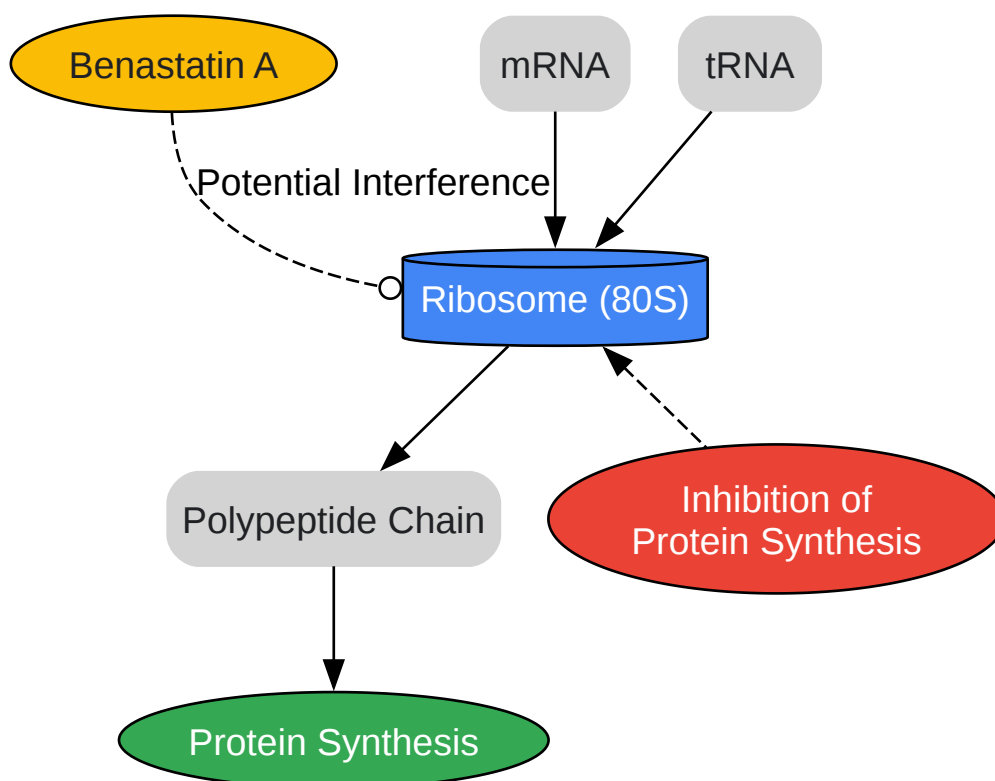 Benastatin A
mRNA
tRNA
Potential Interference
Ribosome (80S)
Polypeptide Chain
Inhibition of
Protein Synthesis
Protein Synthesis